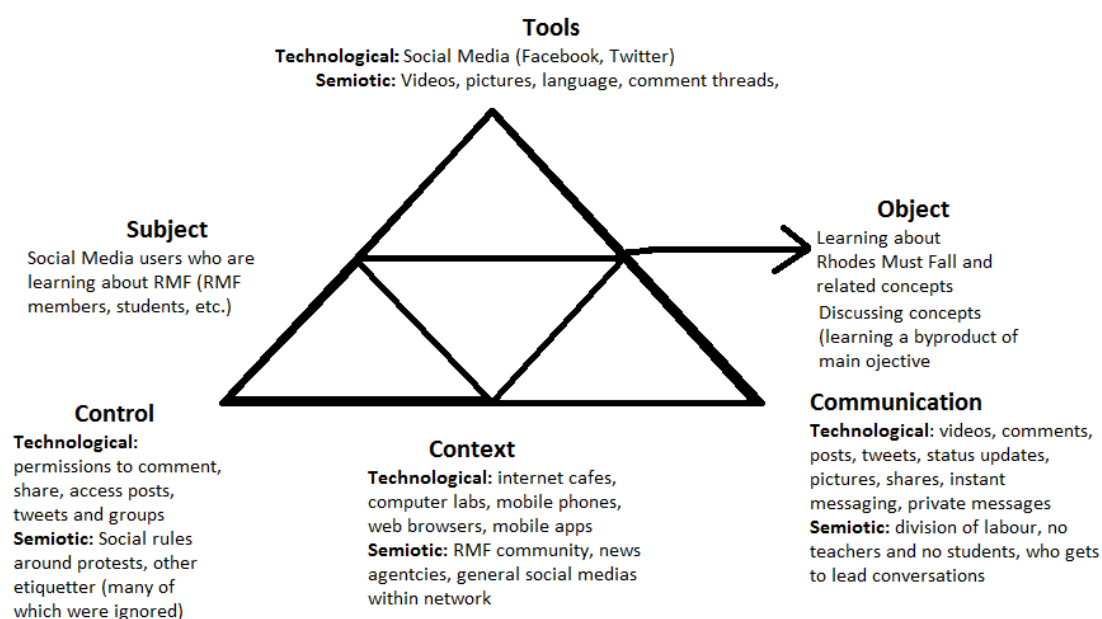 Tools
Technological: Social Media (Facebook, Twitter)
Semiotic: Videos, pictures, language, comment threads,
Subject
Social Media users who are
learning about RMF (RMF
members, students, etc.)
Object
Learning about
Rhodes Must Fall and
related concepts
Discussing concepts
(learning a byproduct of
main ojective
Control
Technological:
permissions to comment,
share, access posts,
tweets and groups
Semiotic: Social rules
around protests, other
etiquetter (many of
which were ignored)
Context
Technological: internet cafes,
computer labs, mobile phones,
web browsers, mobile apps
Semiotic: RMF community, news
agentcies, general social medias
within network
Communication
Technological: videos, comments,
posts, tweets, status updates,
pictures, shares, instant
messaging, private messages
Semiotic: division of labour, no
teachers and no students, who gets
to lead conversations